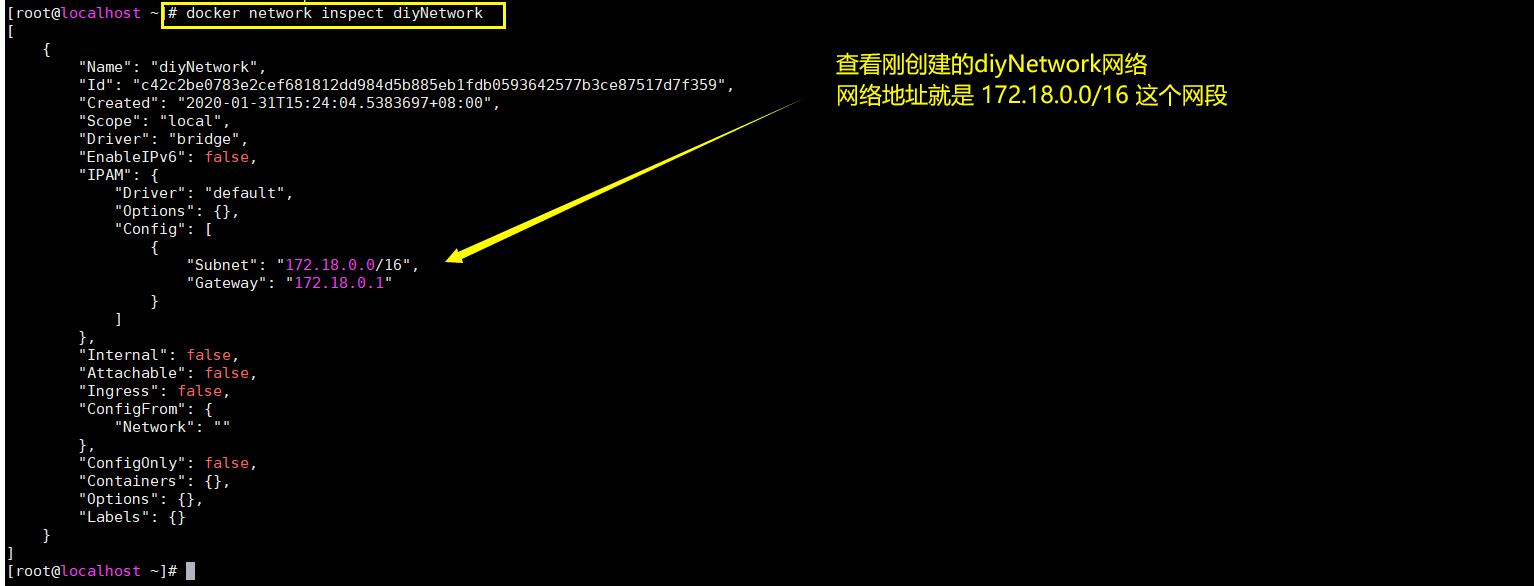 [root@localhost ~]# docker network inspect diyNetwork
[
    {
        "Name": "diyNetwork",
        "Id": "c42c2be0783e2cef681812dd984d5b885eb1fdb0593642577b3ce87517d7f359",
        "Created": "2020-01-31T15:24:04.5383697+08:00",
        "Scope": "local",
        "Driver": "bridge",
        "EnableIPv6": false,
        "IPAM": {
            "Driver": "default",
            "Options": {},
            "Config": [
                {
                    "Subnet": "172.18.0.0/16",
                    "Gateway": "172.18.0.1"
                }
            ]
        },
        "Internal": false,
        "Attachable": false,
        "Ingress": false,
        "ConfigFrom": {
            "Network": ""
        },
        "ConfigOnly": false,
        "Containers": {},
        "Options": {},
        "Labels": {}
    }
]
[root@localhost ~]#
查看刚创建的diyNetwork网络
网络地址就是 172.18.0.0/16 这个网段